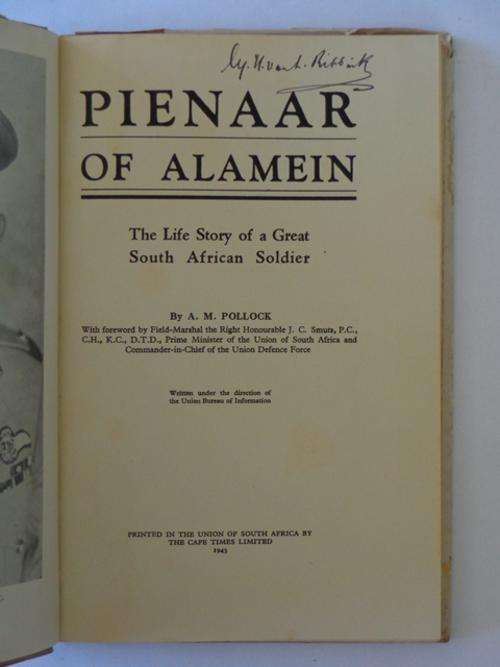 PIENAAR
OF ALAMEIN
The Life Story of a Great
South African Soldier
By A. M. POLLOCK
With foreword by Field-Marshal the Right Honourable J. C. Smuts, P.C.,
C.H., K.C., D.T.D., Prime Minister of the Union of South Africa and
Commander-in-Chief of the Union Defence Force
Written under the direction of
the Union Bureau of Information
PRINTED IN THE UNION OF SOUTH AFRICA BY
THE CAPE TIMES LIMITED
1943